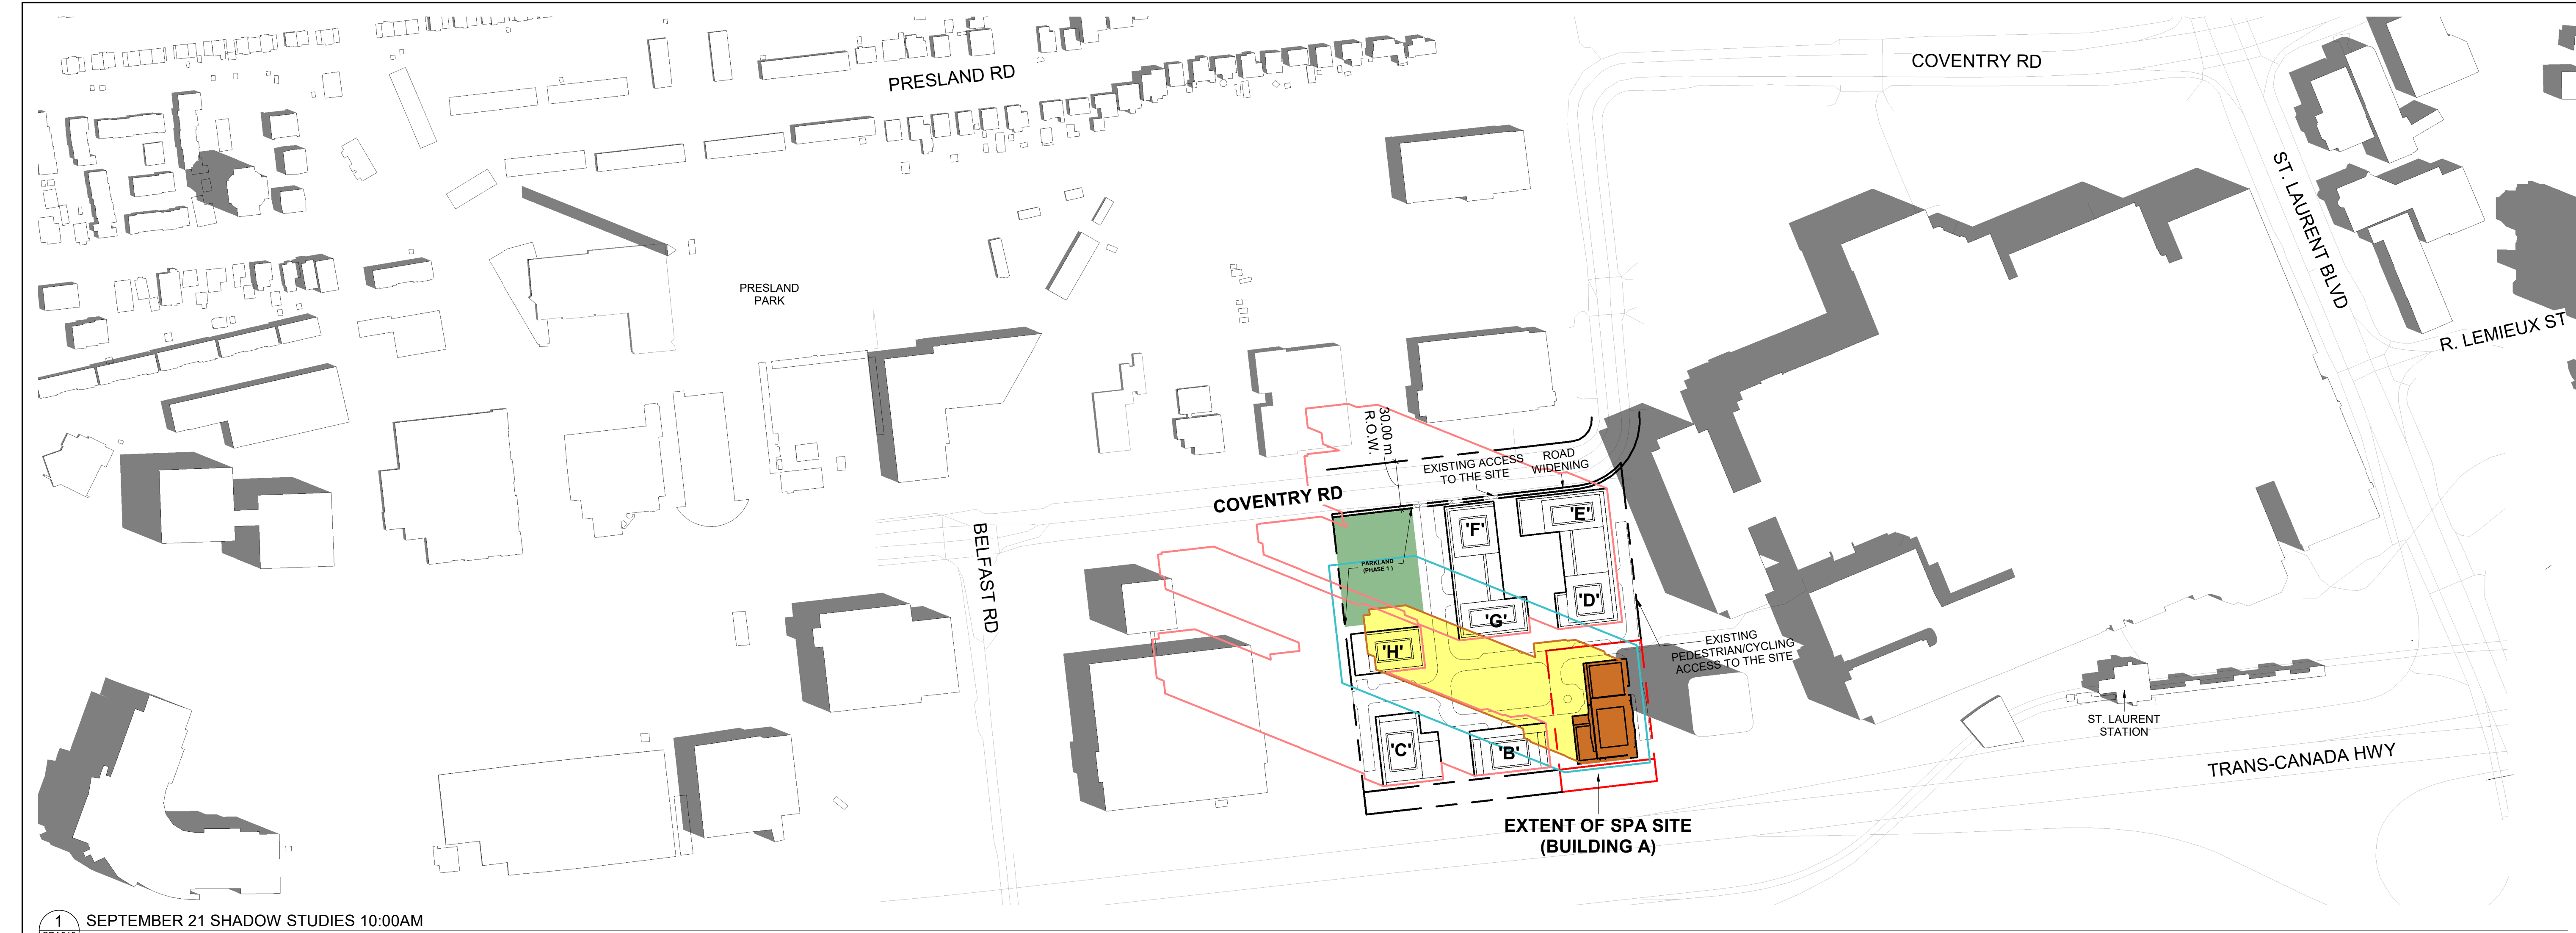 COVENTRY RD
PRESLAND RD
ST. LAURENT BLVD
PRESLAND
PARK
R. LEMIEUX ST
30.00 m
R.O.W.
EXISTING ACCESS
TO THE SITE
ROAD
WIDENING
COVENTRY RD
BELFAST RD
'F'
'E'
PARKLAND
(PHASE 1 )
'D'
'G'
'H'
EXISTING
PEDESTRIAN/CYCLING
ACCESS TO THE SITE
'C'
'B'
ST. LAURENT
STATION
TRANS-CANADA HWY
EXTENT OF SPA SITE
(BUILDING A)
1
SEPTEMBER 21 SHADOW STUDIES 10:00AM